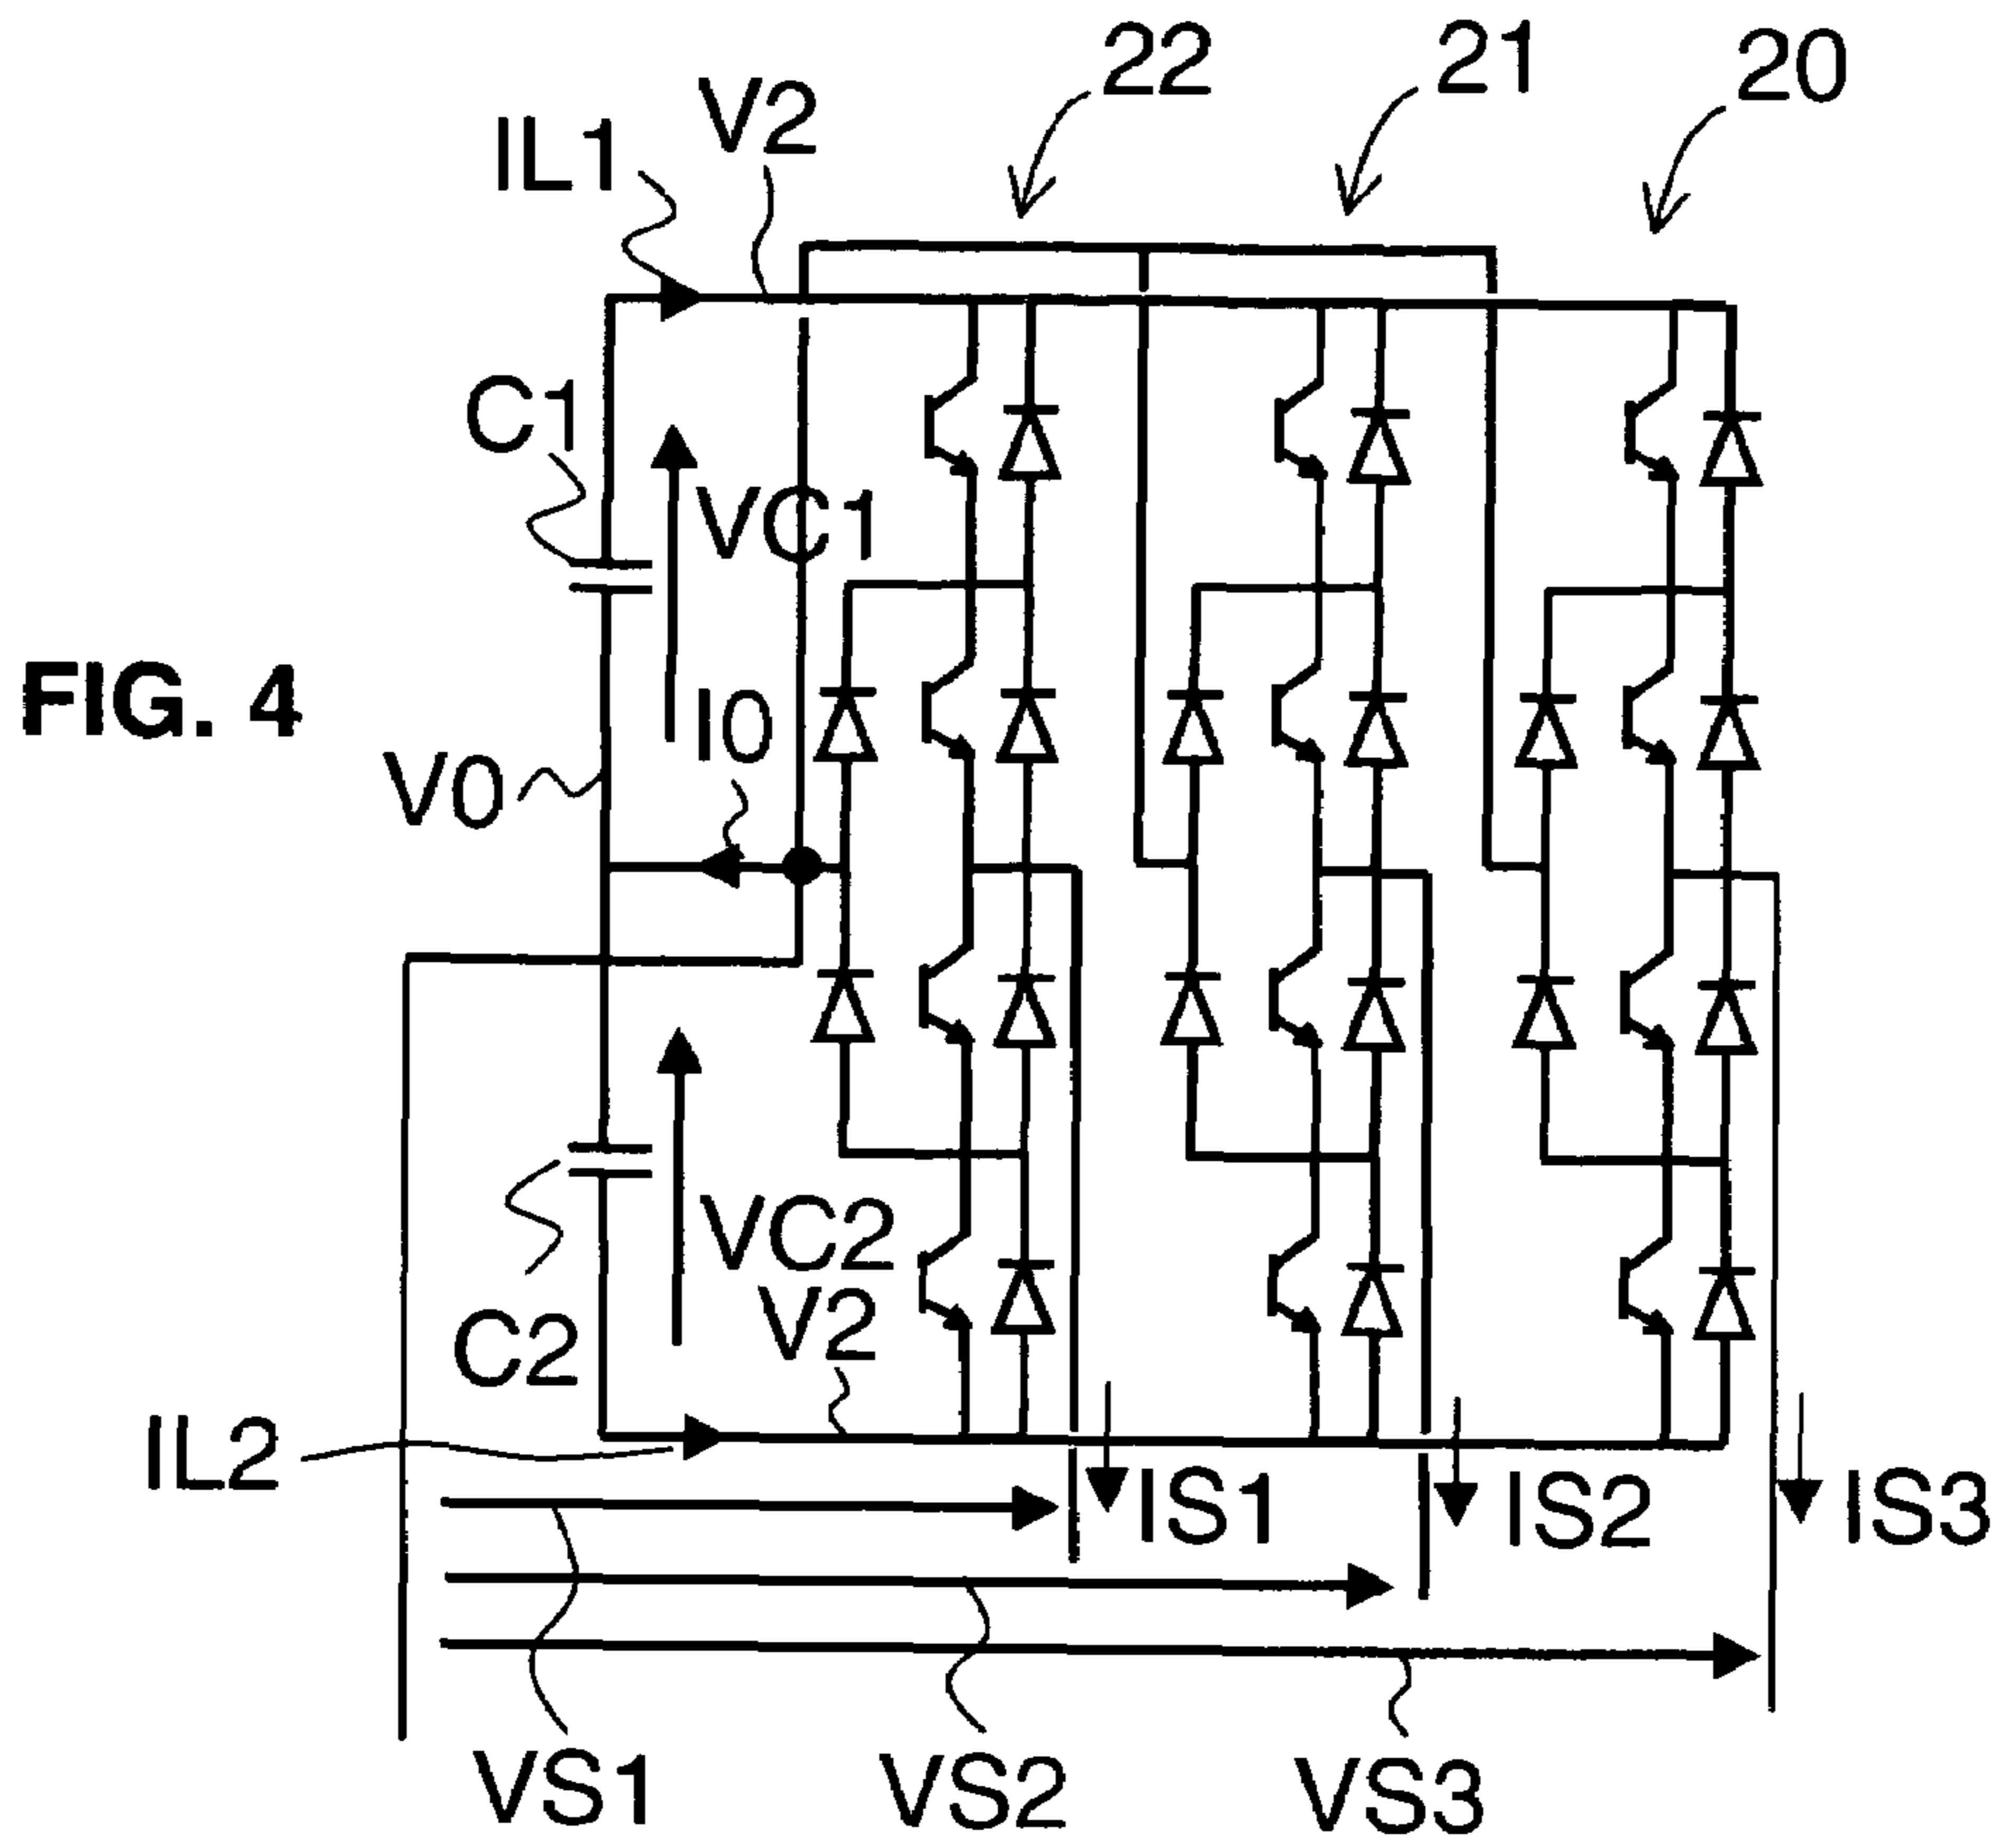 22
21
20
V2
IL1
C1
VC1
FIG. 4
I0
V0
VC2
V2
C2
IL2
IS1
IS2
IS3
VS1
VS2
VS3